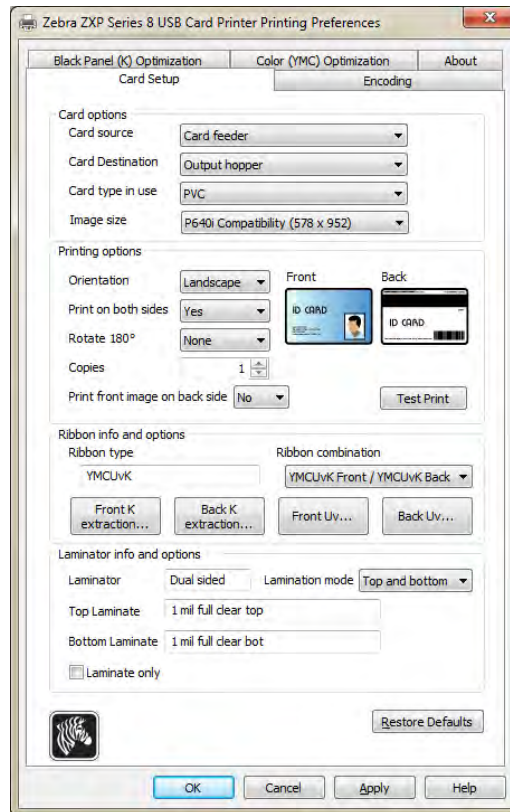 Zebra ZXP Series 8 USB Card Printer Printing Preferences
Black Panel (K) Optimization Color (YMC) Optimization About
Card Setup Encoding
Card options
Card source Card feeder
Card Destination Output hopper
Card type in use PVC
Image size P640i Compatibility (578 x 952)
Printing options
Orientation Landscape Front Back
Print on both sides Yes
ID CARD ID CARD
Rotate 180° None
Copies 1
Print front image on back side No Test Print
Ribbon info and options
Ribbon type Ribbon combination
YMCUvK YMCUvK Front / YMCUvK Back
Front K extraction... Back K extraction... Front Uv... Back Uv...
Laminator info and options
Laminator Dual sided Lamination mode Top and bottom
Top Laminate 1 mil full clear top
Bottom Laminate 1 mil full clear bot
Laminate only
Restore Defaults
OK Cancel Apply Help